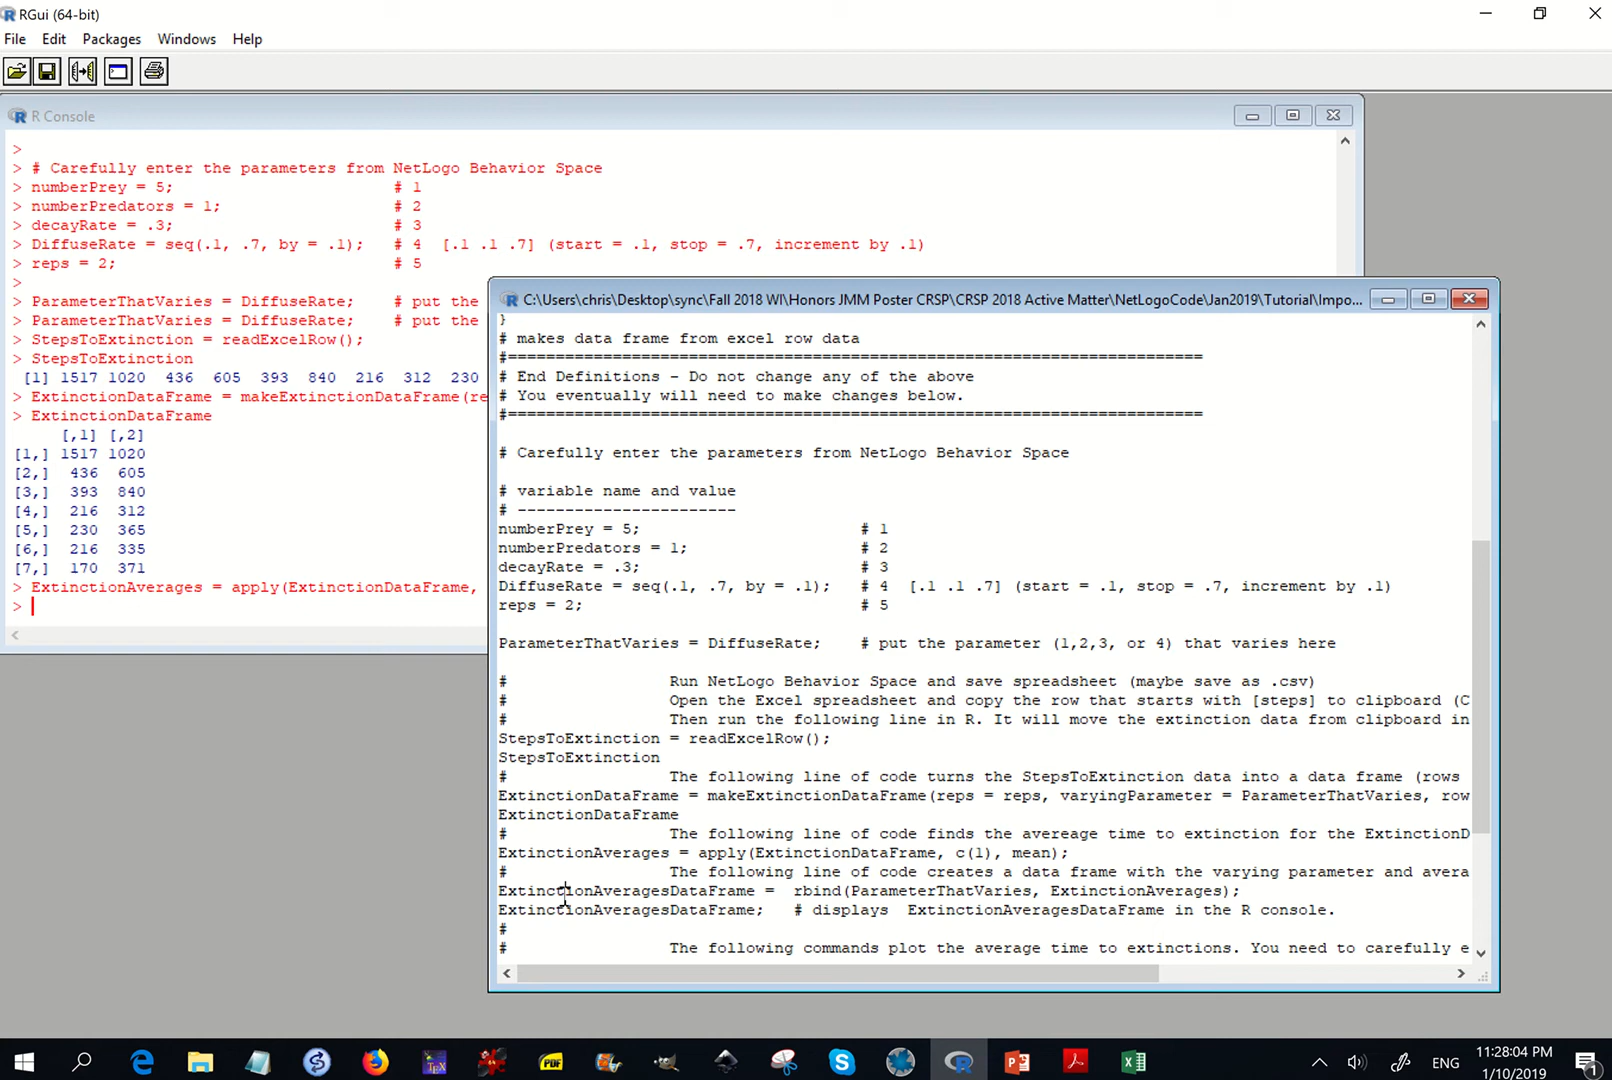 RGui (64-bit)
File Edit Packages Windows Help
R Console
>
> # Carefully enter the parameters from NetLogo Behavior Space
> numberPrey = 5; # 1
> numberPredators = 1; # 2
> decayRate = .3; # 3
> DiffuseRate = seq(.1, .7, by = .1); # 4 [.1 .1 .7] (start = .1, stop = .7, increment by .1)
> reps = 2; # 5
>
> ParameterThatVaries = DiffuseRate; # put the
> ParameterThatVaries = DiffuseRate; # put the
> StepsToExtinction = readExcelRow();
> StepsToExtinction
[1] 1517 1020 436 605 393 840 216 312 230
> ExtinctionDataFrame = makeExtinctionDataFrame(re
> ExtinctionDataFrame
[,1] [,2]
[1,] 1517 1020
[2,] 436 605
[3,] 393 840
[4,] 216 312
[5,] 230 365
[6,] 216 335
[7,] 170 371
> ExtinctionAverages = apply(ExtinctionDataFrame,
>
C:\Users\chris\Desktop\sync\Fall 2018 WI\Honors JMM Poster CRSP\CRSP 2018 Active Matter\NetLogoCode\Jan2019\Tutorial\Impo...
}
# makes data frame from excel row data
#=========================================================================
# End Definitions - Do not change any of the above
# You eventually will need to make changes below.
#=========================================================================
# Carefully enter the parameters from NetLogo Behavior Space
# variable name and value
# -----------------------
numberPrey = 5; # 1
numberPredators = 1; # 2
decayRate = .3; # 3
DiffuseRate = seq(.1, .7, by = .1); # 4 [.1 .1 .7] (start = .1, stop = .7, increment by .1)
reps = 2; # 5
ParameterThatVaries = DiffuseRate; # put the parameter (1,2,3, or 4) that varies here
# Run NetLogo Behavior Space and save spreadsheet (maybe save as .csv)
# Open the Excel spreadsheet and copy the row that starts with [steps] to clipboard (C
# Then run the following line in R. It will move the extinction data from clipboard in
StepsToExtinction = readExcelRow();
StepsToExtinction
# The following line of code turns the StepsToExtinction data into a data frame (rows
ExtinctionDataFrame = makeExtinctionDataFrame(reps = reps, varyingParameter = ParameterThatVaries, row
ExtinctionDataFrame
# The following line of code finds the avereage time to extinction for the ExtinctionD
ExtinctionAverages = apply(ExtinctionDataFrame, c(1), mean);
# The following line of code creates a data frame with the varying parameter and avera
ExtinctionAveragesDataFrame = rbind(ParameterThatVaries, ExtinctionAverages);
ExtinctionAveragesDataFrame; # displays ExtinctionAveragesDataFrame in the R console.
#
# The following commands plot the average time to extinctions. You need to carefully e
ENG
11:28:04 PM
1/10/2019